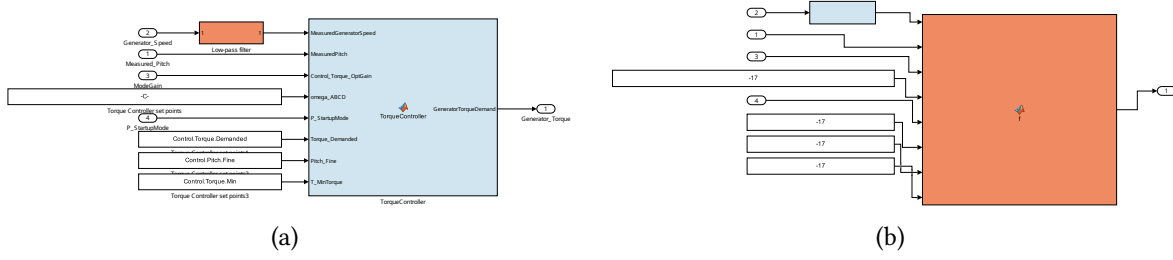 2
1
1
Generator_Speed
Low-pass filter
1
Measured_Pitch
3
ModeGain
-C-
Torque Controller set points
4
P_StartupMode
Control.Torque.Demanded
Control.Pitch.Fine
Control.Torque.Min
Torque Controller set points3
MeasuredGeneratorSpeed
MeasuredPitch
Control_Torque_OptGain
omega_ABCD
P_StartupMode
Torque_Demanded
Pitch_Fine
T_MinTorque
TorqueController
GeneratorTorqueDemand
TorqueController
1
Generator_Torque
(a)
2
1
3
-17
4
-17
-17
-17
f
1
(b)